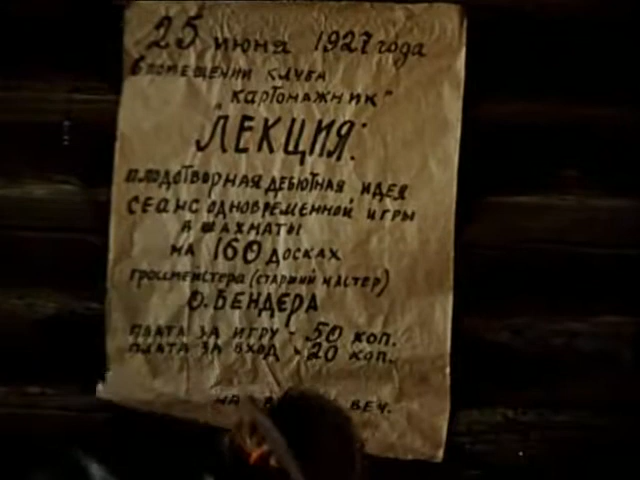 25 июня 1927 года
в помещении клуба
"картонажник"
ЛЕКЦИЯ:
плодотворная дебютная идея
сеанс одновременной игры
в шахматы
на 160 досках
гроссмейстера (старший мастер)
О. БЕНДЕРА
плата за игру - 50 коп.
плата за вход - 20 коп.
на веч.